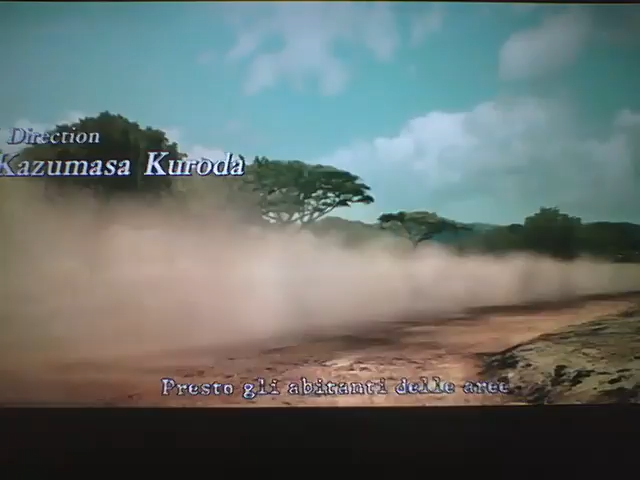 Direction
Kazumasa Kuroda
Presto gli abitanti delle aree